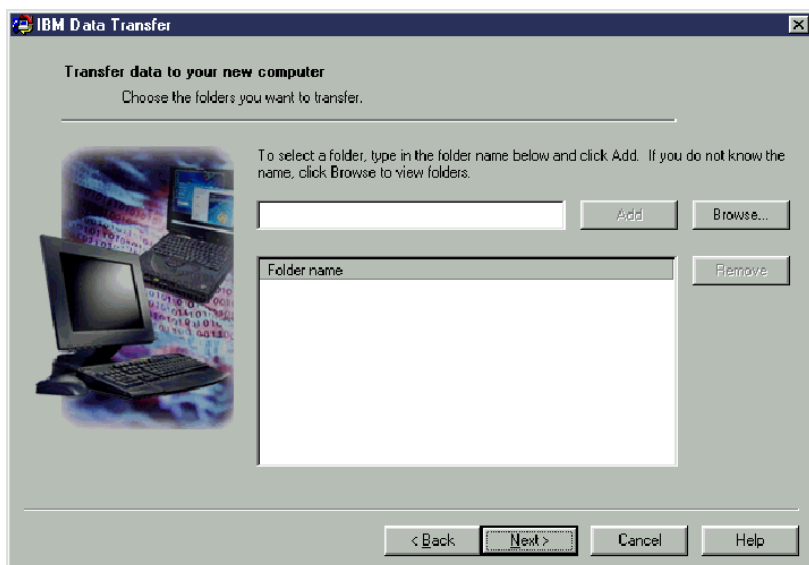 IBM Data Transfer
Transfer data to your new computer
Choose the folders you want to transfer.
To select a folder, type in the folder name below and click Add. If you do not know the
name, click Browse to view folders.
Add
Browse...
Folder name
Remove
< Back
Next >
Cancel
Help